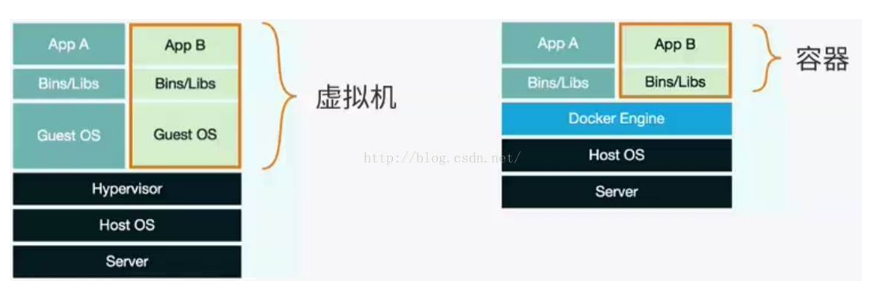 App A
App B
Bins/Libs
Bins/Libs
Guest OS
Guest OS
Hypervisor
Host OS
Server
虚拟机
http://blog.csdn.net/
App A
App B
Bins/Libs
Bins/Libs
Docker Engine
Host OS
Server
容器